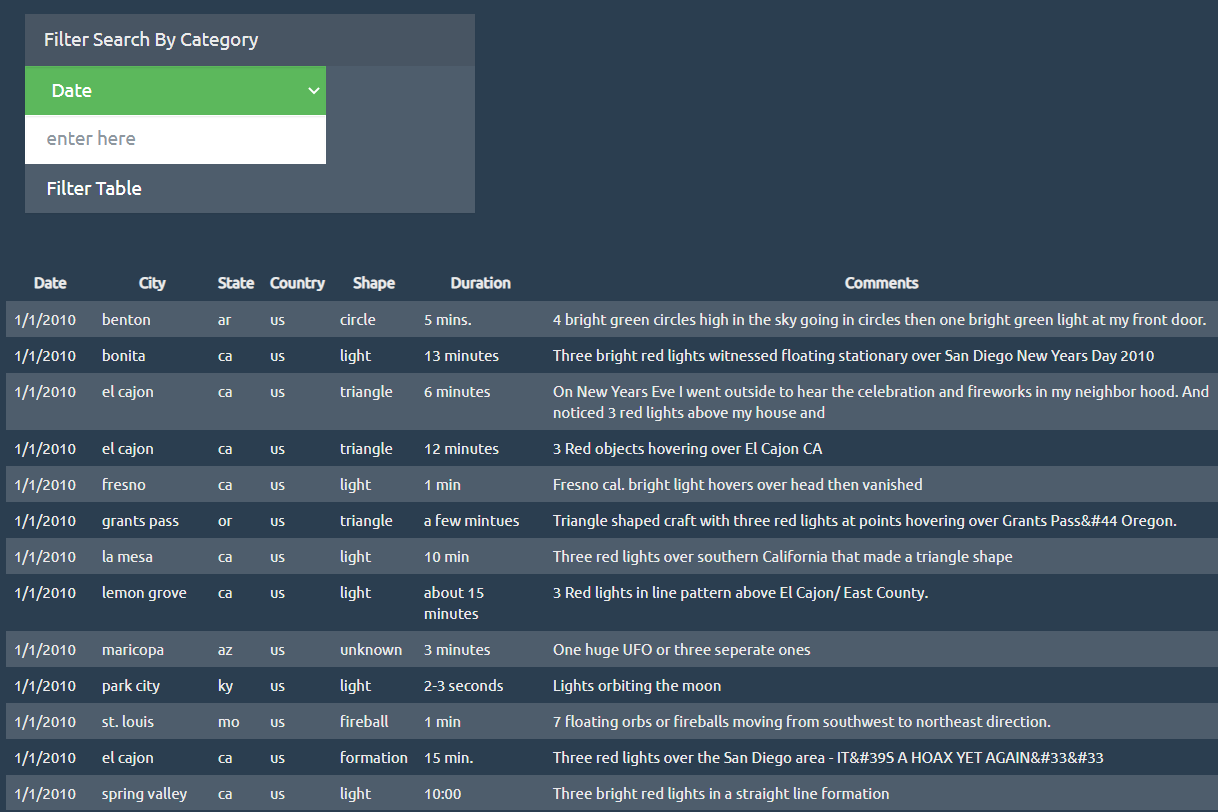 Filter Search By Category
Date
enter here
Filter Table
Date City State Country Shape Duration Comments
1/1/2010 benton ar us circle 5 mins. 4 bright green circles high in the sky going in circles then one bright green light at my front door.
1/1/2010 bonita ca us light 13 minutes Three bright red lights witnessed floating stationary over San Diego New Years Day 2010
1/1/2010 el cajon ca us triangle 6 minutes On New Years Eve I went outside to hear the celebration and fireworks in my neighbor hood. And
noticed 3 red lights above my house and
1/1/2010 el cajon ca us triangle 12 minutes 3 Red objects hovering over El Cajon CA
1/1/2010 fresno ca us light 1 min Fresno cal. bright light hovers over head then vanished
1/1/2010 grants pass or us triangle a few mintues Triangle shaped craft with three red lights at points hovering over Grants Pass&#44 Oregon.
1/1/2010 la mesa ca us light 10 min Three red lights over southern California that made a triangle shape
1/1/2010 lemon grove ca us light about 15 3 Red lights in line pattern above El Cajon/ East County.
minutes
1/1/2010 maricopa az us unknown 3 minutes One huge UFO or three seperate ones
1/1/2010 park city ky us light 2-3 seconds Lights orbiting the moon
1/1/2010 st. louis mo us fireball 1 min 7 floating orbs or fireballs moving from southwest to northeast direction.
1/1/2010 el cajon ca us formation 15 min. Three red lights over the San Diego area - IT&#39S A HOAX YET AGAIN&#33&#33
1/1/2010 spring valley ca us light 10:00 Three bright red lights in a straight line formation